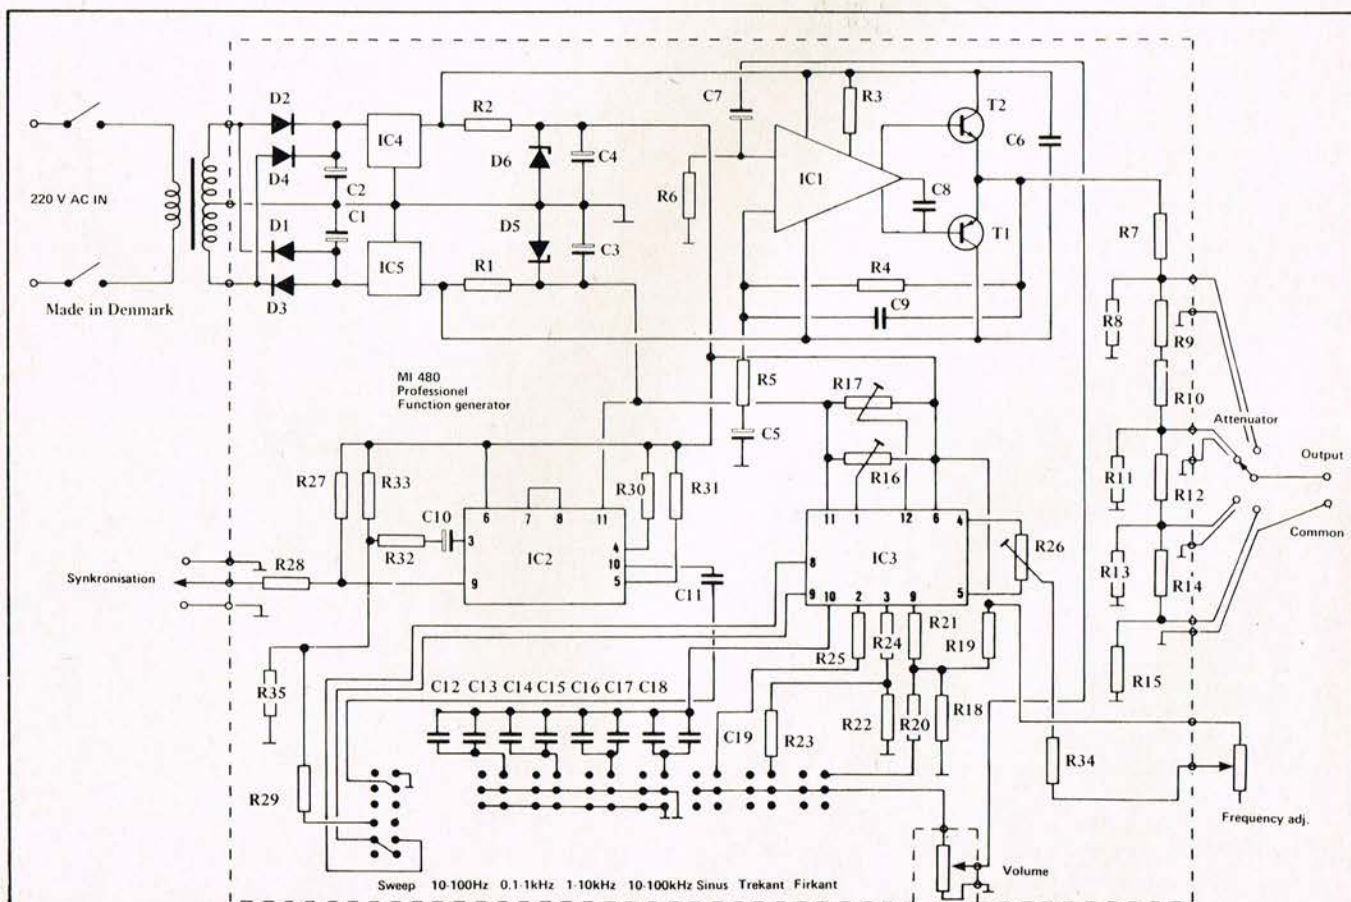 D2
D4
IC4
R2
D6
C4
C7
R6
IC1
R3
C8
T2
T1
C6
220 V AC IN
C2
C1
D1
D3
IC5
R1
D5
C3
R4
C9
R7
R8
R9
R10
Made in Denmark
MI 480
Professionel
Function generator
R5
C5
R17
R16
Attenuator
Output
Common
R11
R12
R13
R14
R15
R27
R33
R32
C10
6 7 8 11
3
9
IC2
4
10
5
R30
R31
C11
11 1 12 6
8
9
IC3
4
5
10 2 3 9
R26
Synkronisation
R28
R25
R24
R21
R19
R35
R29
C12 C13 C14 C15 C16 C17 C18
C19
R23
R22
R20
R18
R34
Frequency adj.
Volume
Sweep 10-100Hz 0.1-1kHz 1-10kHz 10-100kHz Sinus Trekant Firkant